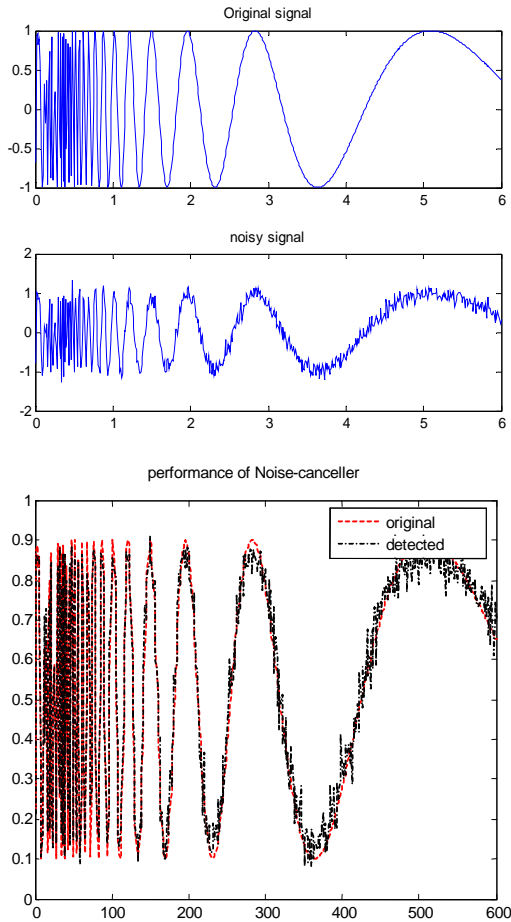 Original signal
1
0.5
0
-0.5
-1
0 1 2 3 4 5 6
noisy signal
2
1
0
-1
-2
0 1 2 3 4 5 6
performance of Noise-canceller
1
0.9
0.8
0.7
0.6
0.5
0.4
0.3
0.2
0.1
0
0 100 200 300 400 500 600
original
detected